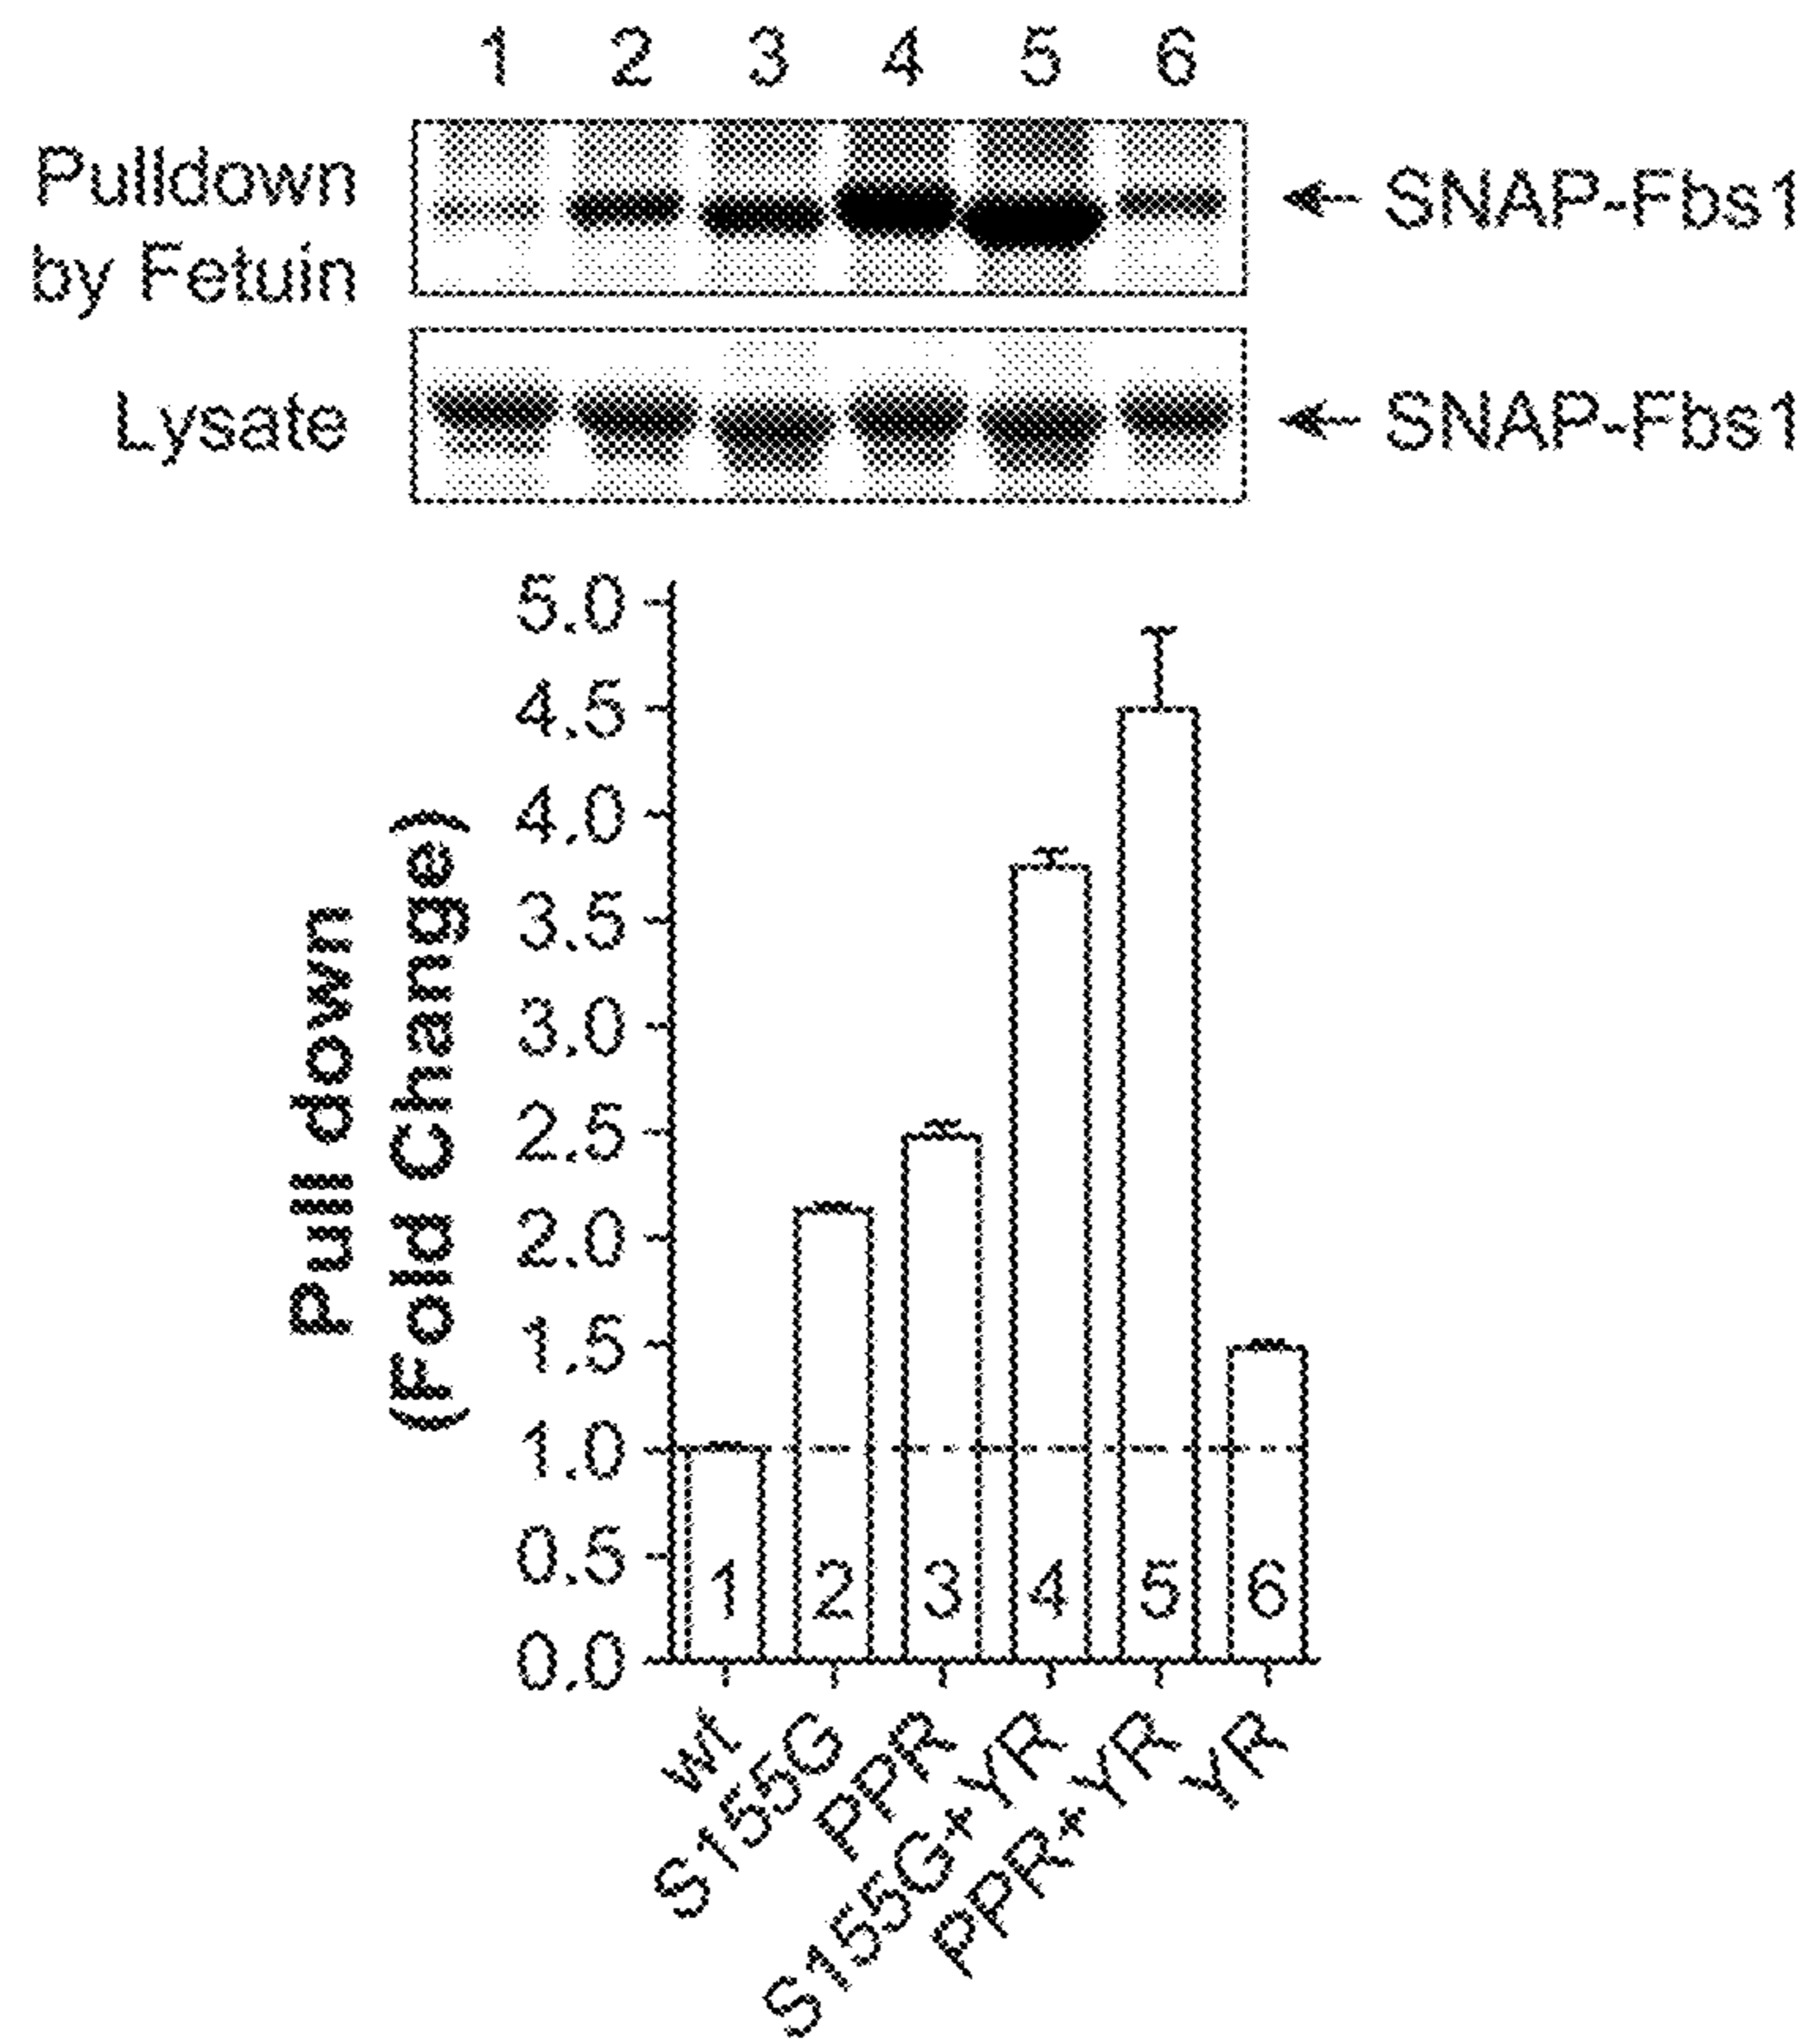 1 2 3 4 5 6
Pulldown
by Fetuin
SNAP-Fbs1
Lysate
SNAP-Fbs1
Pull down
(Fold Change)
5.0
4.5
4.0
3.5
3.0
2.5
2.0
1.5
1.0
0.5
0.0
1 2 3 4 5 6
wt
S155G
PPR
S155G+YR
PPR+YR
YR